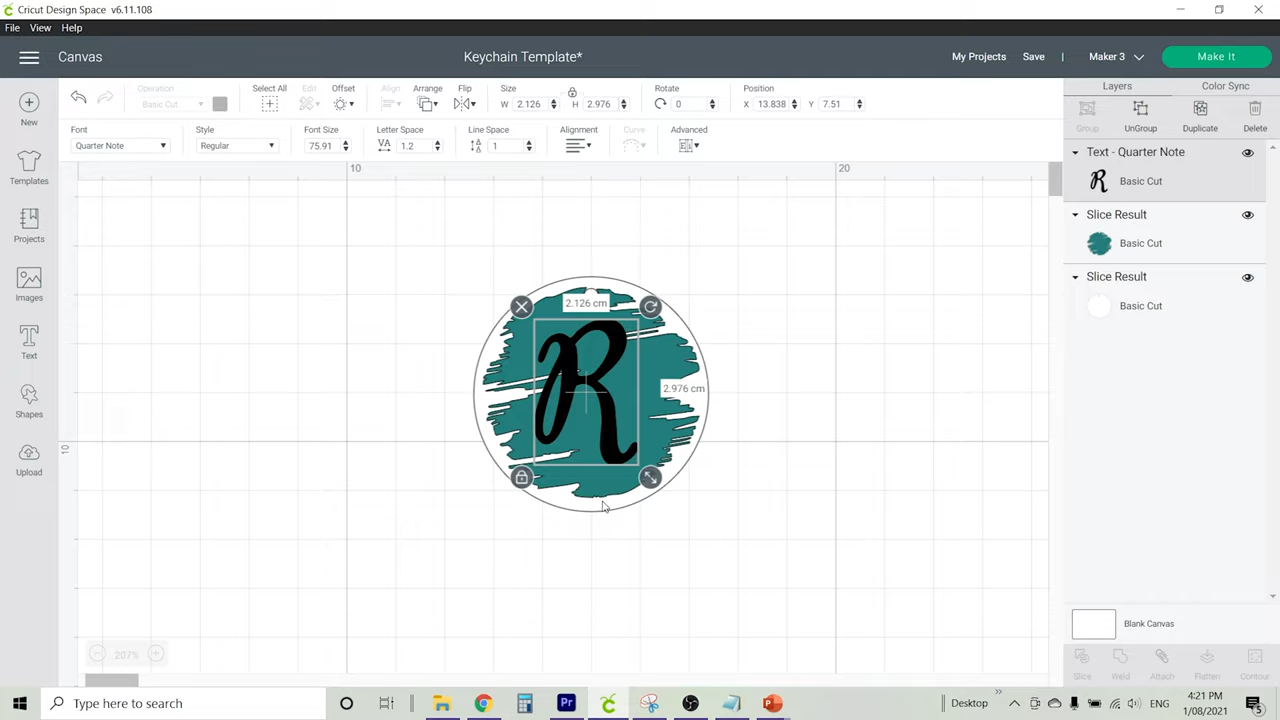 Cricut Design Space v6.11.108
File View Help
Canvas
Keychain Template*
My Projects Save | Maker 3 Make It
New
Templates
Projects
Images
Text
Shapes
Upload
Operation Select All Edit Offset Align Arrange Flip Size Rotate Position
Basic Cut W 2.126 H 2.976 0 X 13.838 Y 7.51
Font Style Font Size Letter Space Line Space Alignment Curve Advanced
Quarter Note Regular 75.91 VA 1.2 1
10 20
10
2.126 cm
R
2.976 cm
207%
Layers Color Sync
Group UnGroup Duplicate Delete
Text - Quarter Note
R Basic Cut
Slice Result
Basic Cut
Slice Result
Basic Cut
Blank Canvas
Slice Weld Attach Flatten Contour
Type here to search
Pr
Desktop
ENG
4:21 PM
1/08/2021
5